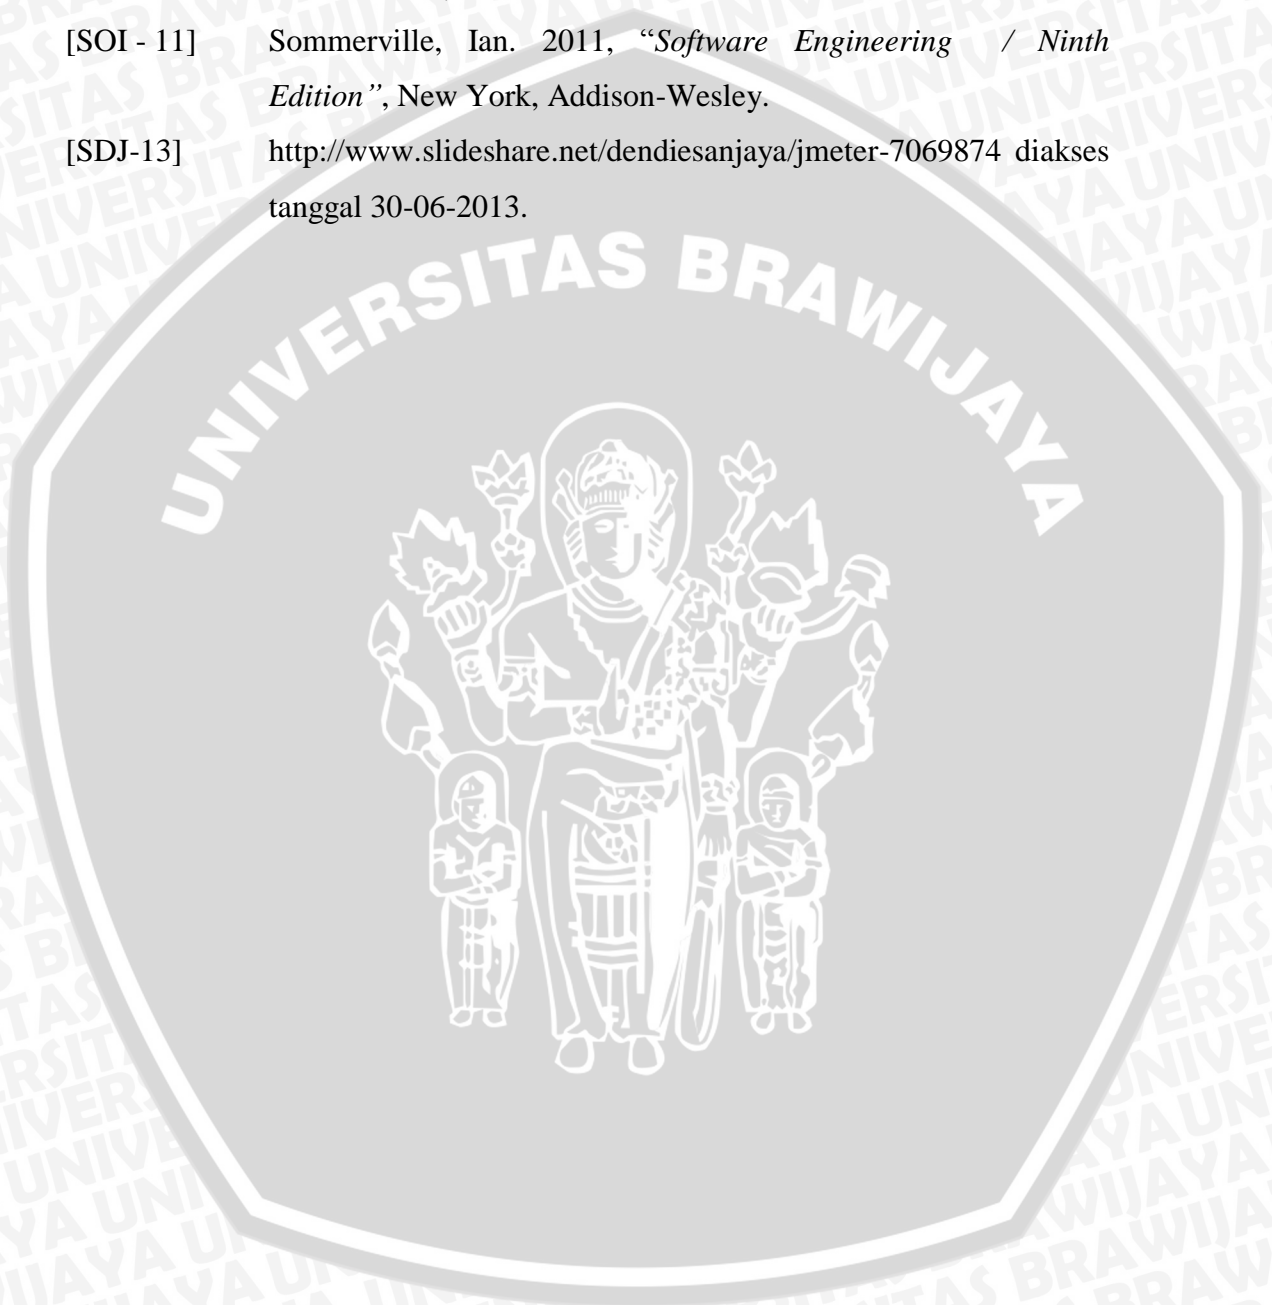 [SOI - 11] Sommerville, Ian. 2011, “Software Engineering / Ninth
Edition”, New York, Addison-Wesley.
[SDJ-13] http://www.slideshare.net/dendiesanjaya/jmeter-7069874 diakses
tanggal 30-06-2013.
UNIVERSITAS BRAWIJAYA